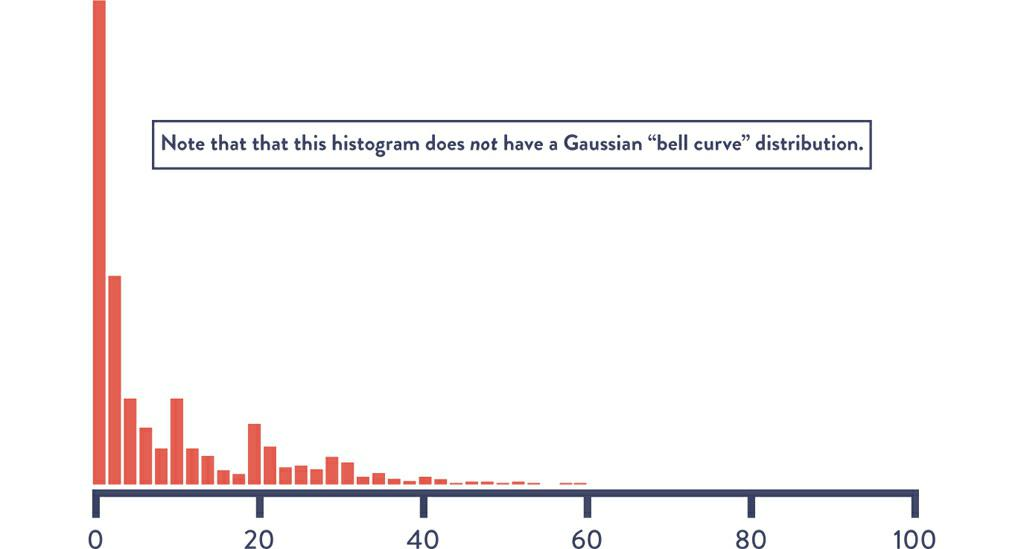 Note that that this histogram does not have a Gaussian “bell curve” distribution.
0 20 40 60 80 100